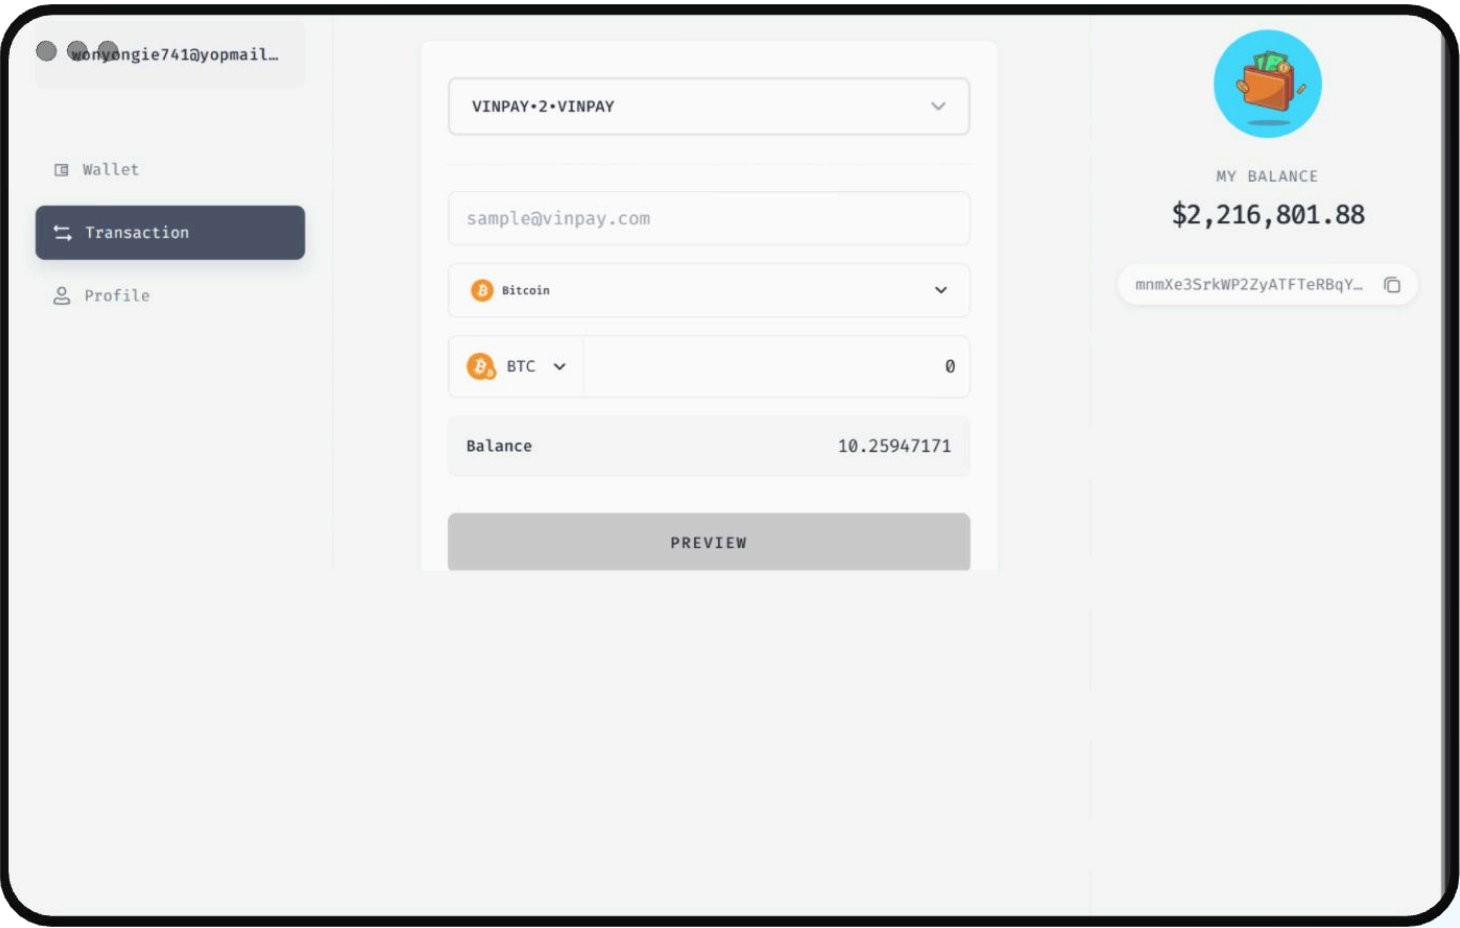 wonyongie741@yopmail…
Wallet
Transaction
Profile
VINPAY•2•VINPAY
sample@vinpay.com
Bitcoin
BTC
0
Balance
10.25947171
PREVIEW
MY BALANCE
$2,216,801.88
mnmXe3SrkWP2ZyATFTeRBqY…